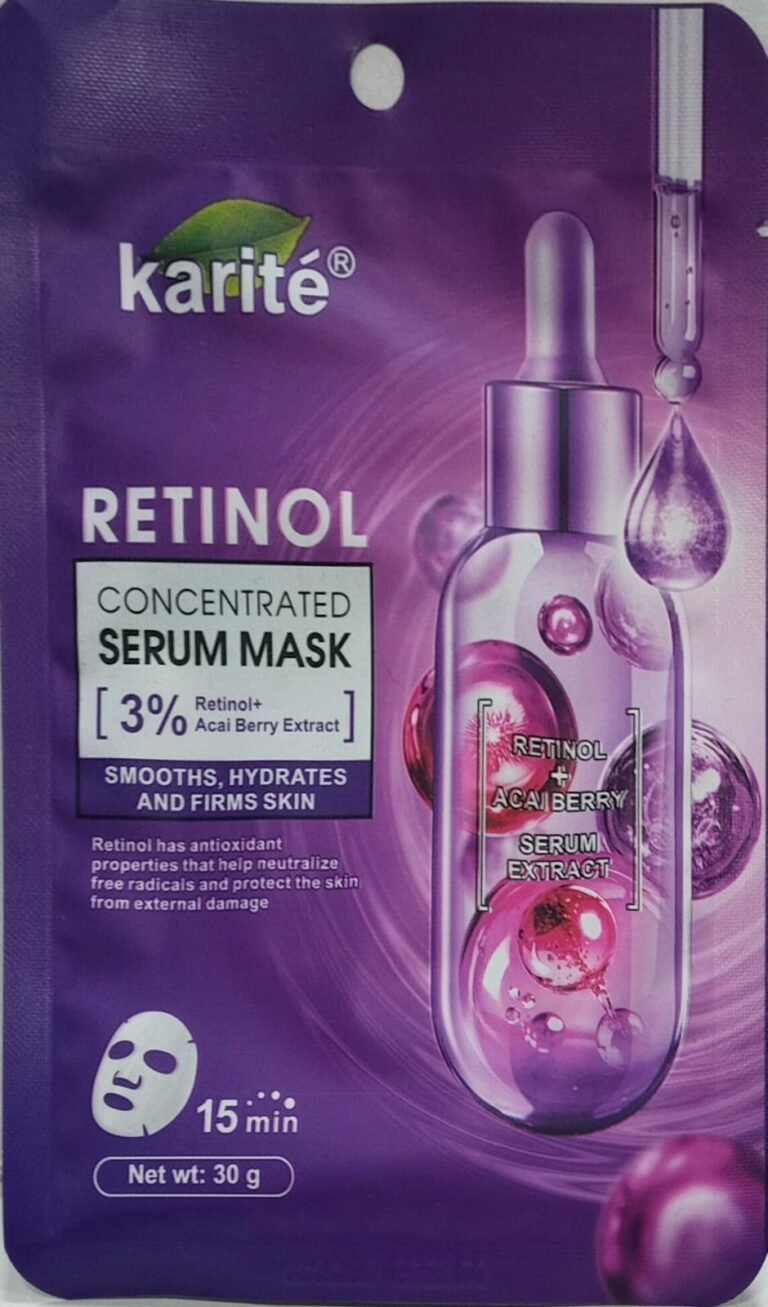 karité®
RETINOL
CONCENTRATED
SERUM MASK
[ 3% Retinol+
Acai Berry Extract ]
SMOOTHS, HYDRATES
AND FIRMS SKIN
Retinol has antioxidant
properties that help neutralize
free radicals and protect the skin
from external damage
RETINOL
+
ACAI BERRY
SERUM
EXTRACT
15 min
Net wt: 30 g